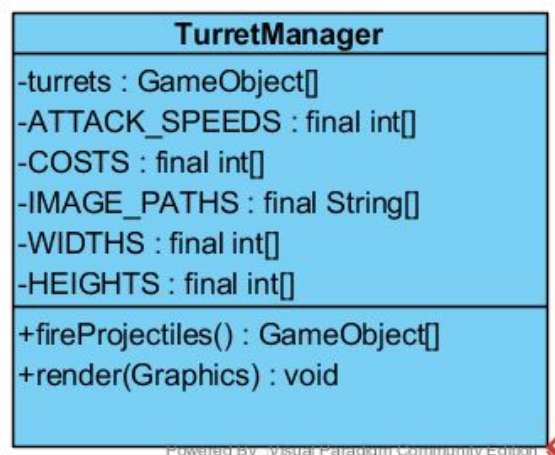 TurretManager
-turrets : GameObject[]
-ATTACK_SPEEDS : final int[]
-COSTS : final int[]
-IMAGE_PATHS : final String[]
-WIDTHS : final int[]
-HEIGHTS : final int[]
+fireProjectiles() : GameObject[]
+render(Graphics) : void
Powered By Visual Paradigm Community Edition